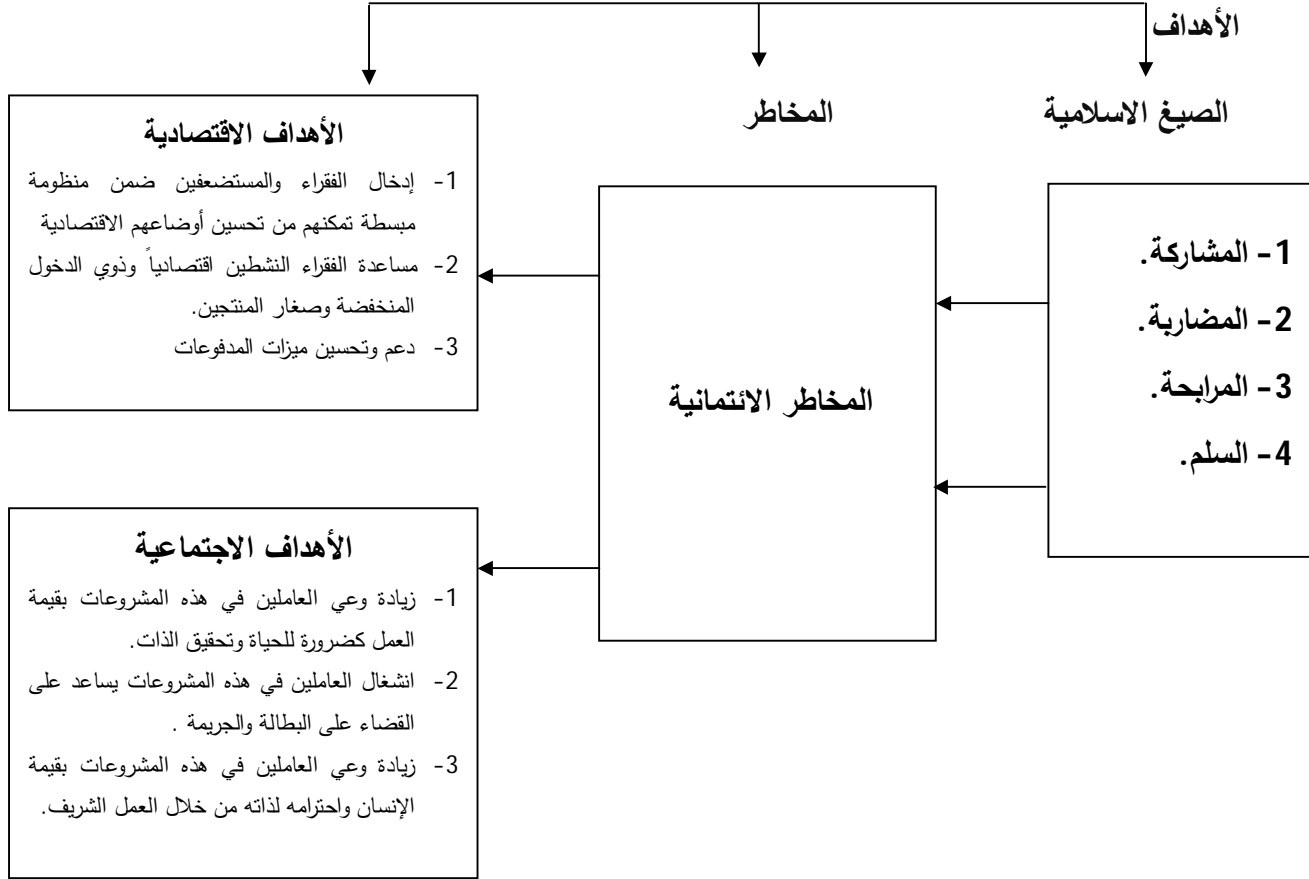 الأهداف
الصيغ الاسلامية
المخاطر
1- المشاركة.
2- المضاربة.
3- المرابحة.
4- السلم.
المخاطر الائتمانية
الأهداف الاقتصادية
1- إدخال الفقراء والمستضعفين ضمن منظومة
مبسطة تمكنهم من تحسين أوضاعهم الاقتصادية
2- مساعدة الفقراء النشطين اقتصادياً وذوي الدخول
المنخفضة وصغار المنتجين.
3- دعم وتحسين ميزات المدفوعات
الأهداف الاجتماعية
1- زيادة وعي العاملين في هذه المشروعات بقيمة
العمل كضرورة للحياة وتحقيق الذات.
2- انشغال العاملين في هذه المشروعات يساعد على
القضاء على البطالة والجريمة .
3- زيادة وعي العاملين في هذه المشروعات بقيمة
الإنسان واحترامه لذاته من خلال العمل الشريف.